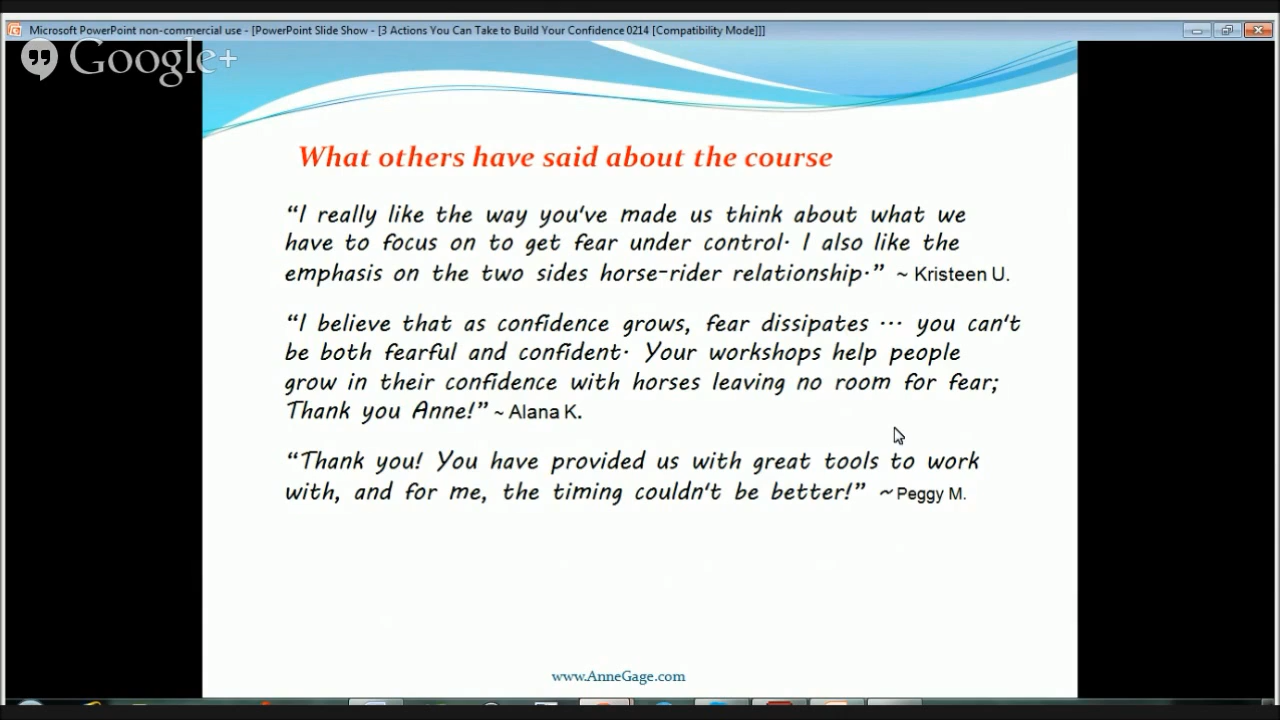 Microsoft PowerPoint non-commercial use - [PowerPoint Slide Show - [3 Actions You Can Take to Build Your Confidence 0214 [Compatibility Mode]]]
Google+
What others have said about the course
“I really like the way you've made us think about what we
have to focus on to get fear under control. I also like the
emphasis on the two sides horse-rider relationship.” ~ Kristeen U.
“I believe that as confidence grows, fear dissipates ... you can't
be both fearful and confident. Your workshops help people
grow in their confidence with horses leaving no room for fear;
Thank you Anne!” ~ Alana K.
“Thank you! You have provided us with great tools to work
with, and for me, the timing couldn't be better!” ~ Peggy M.
www.AnneGage.com